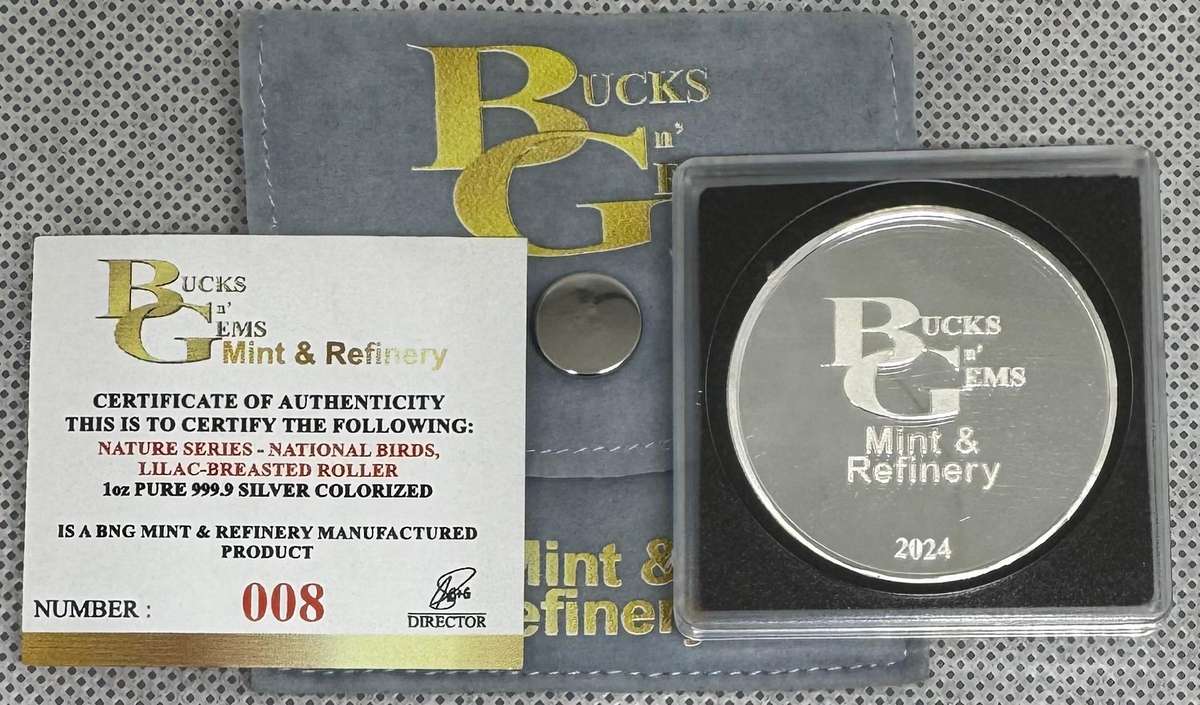 BUCKS
n'
BUCKS
n'
GEMS
Mint & Refinery
CERTIFICATE OF AUTHENTICITY
THIS IS TO CERTIFY THE FOLLOWING:
NATURE SERIES - NATIONAL BIRDS,
LILAC-BREASTED ROLLER
1oz PURE 999.9 SILVER COLORIZED
IS A BNG MINT & REFINERY MANUFACTURED
PRODUCT
NUMBER : 008
DIRECTOR
BUCKS
n'
GEMS
Mint &
Refinery
2024
Mint &
efiner